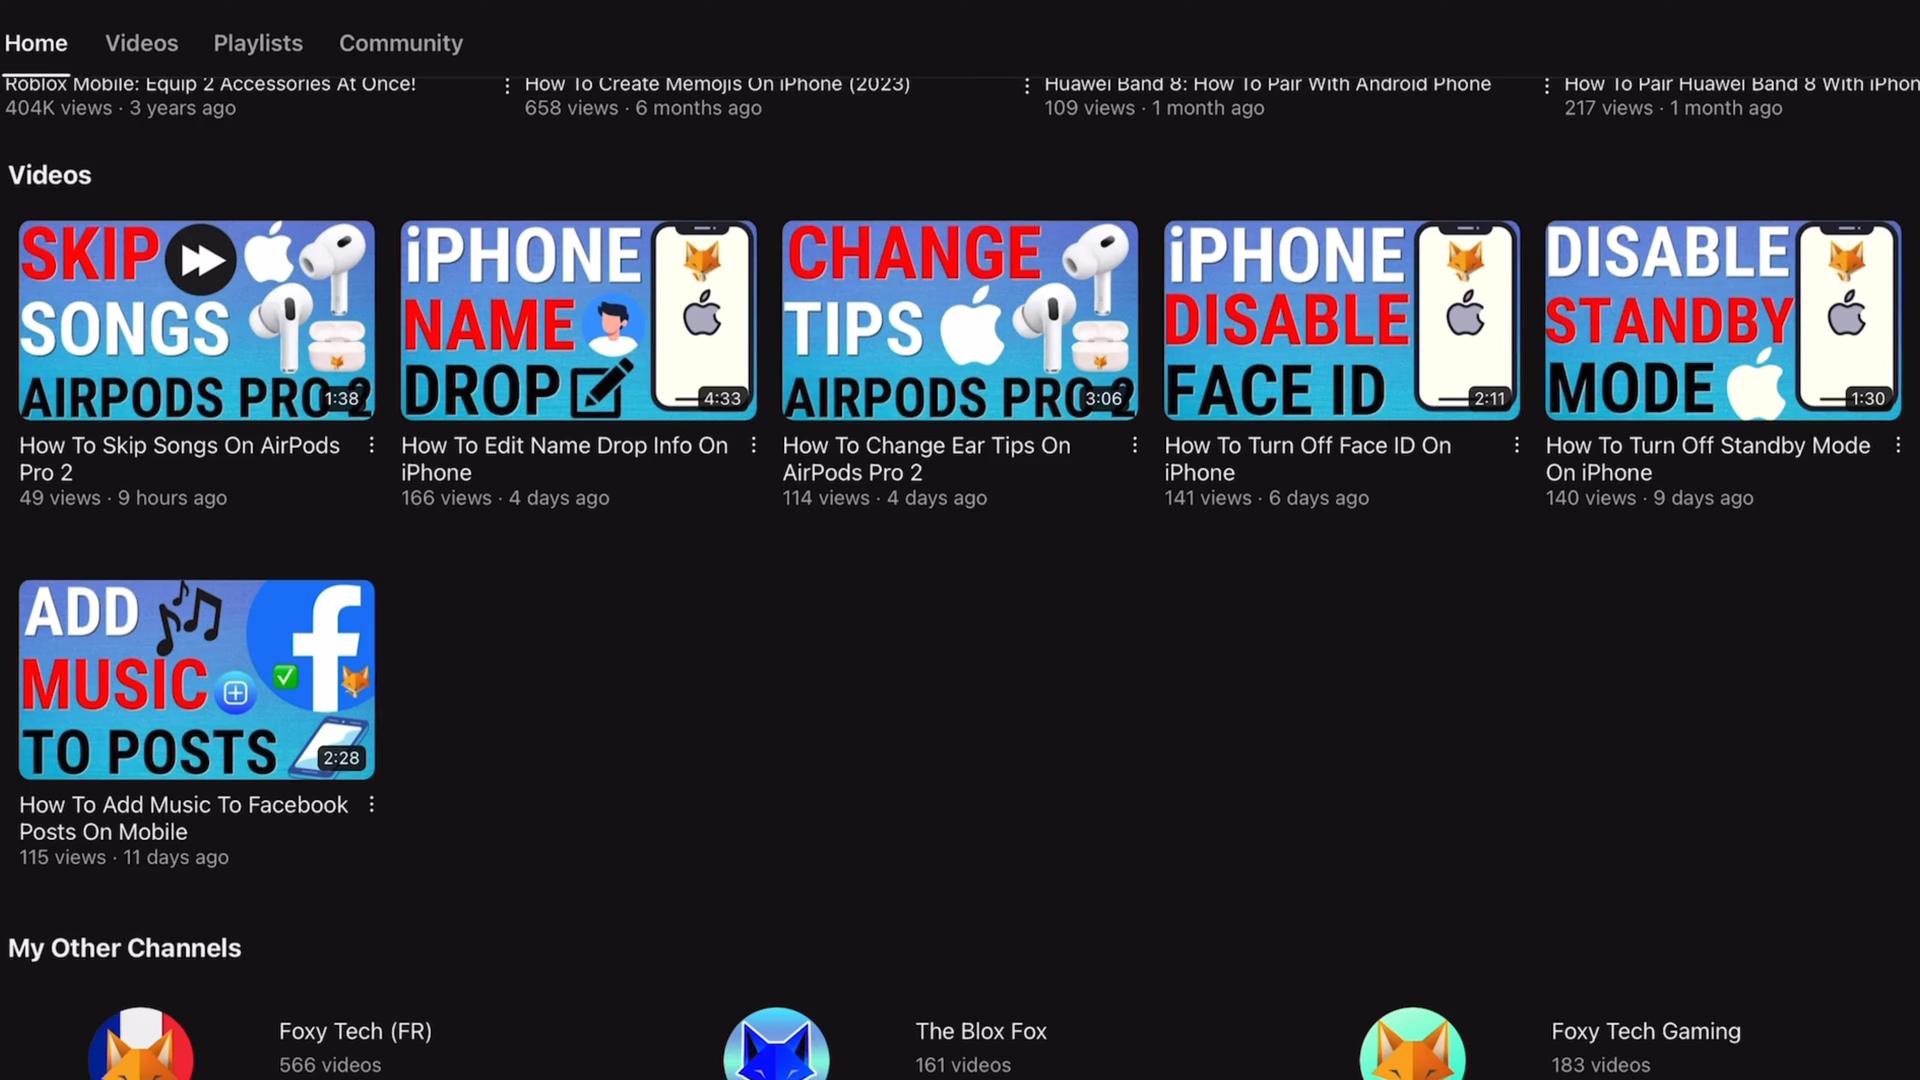 Home Videos Playlists Community
Roblox Mobile: Equip 2 Accessories At Once!
404K views · 3 years ago
How To Create Memojis On iPhone (2023)
658 views · 6 months ago
Huawei Band 8: How To Pair With Android Phone
109 views · 1 month ago
How To Pair Huawei Band 8 With iPhon
217 views · 1 month ago
Videos
SKIP
SONGS
AIRPODS PRO 2
1:38
How To Skip Songs On AirPods
Pro 2
49 views · 9 hours ago
iPHONE
NAME
DROP
4:33
How To Edit Name Drop Info On
iPhone
166 views · 4 days ago
CHANGE
TIPS
AIRPODS PRO 2
3:06
How To Change Ear Tips On
AirPods Pro 2
114 views · 4 days ago
iPHONE
DISABLE
FACE ID
2:11
How To Turn Off Face ID On
iPhone
141 views · 6 days ago
DISABLE
STANDBY
MODE
1:30
How To Turn Off Standby Mode
On iPhone
140 views · 9 days ago
ADD
MUSIC
TO POSTS
2:28
How To Add Music To Facebook
Posts On Mobile
115 views · 11 days ago
My Other Channels
Foxy Tech (FR)
566 videos
The Blox Fox
161 videos
Foxy Tech Gaming
183 videos